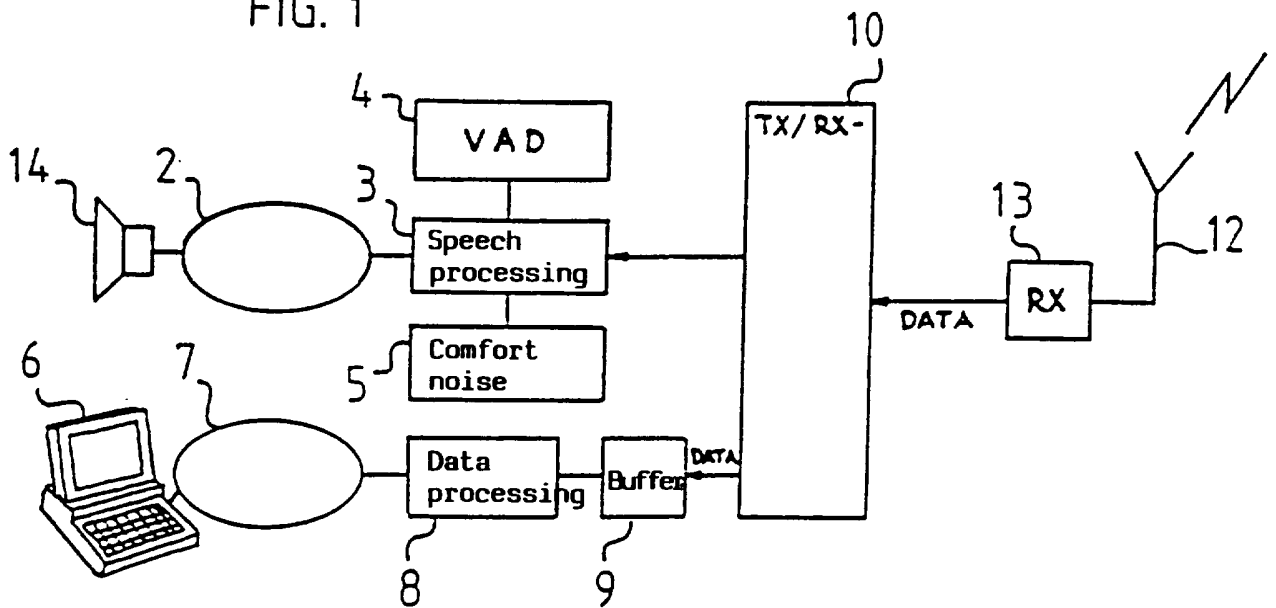 FIG. 1
10
4
VAD
TX/RX-
14
2
3
Speech
processing
13
RX
12
DATA
5
Comfort
noise
6
7
Data
processing
Buffer
DATA
8
9